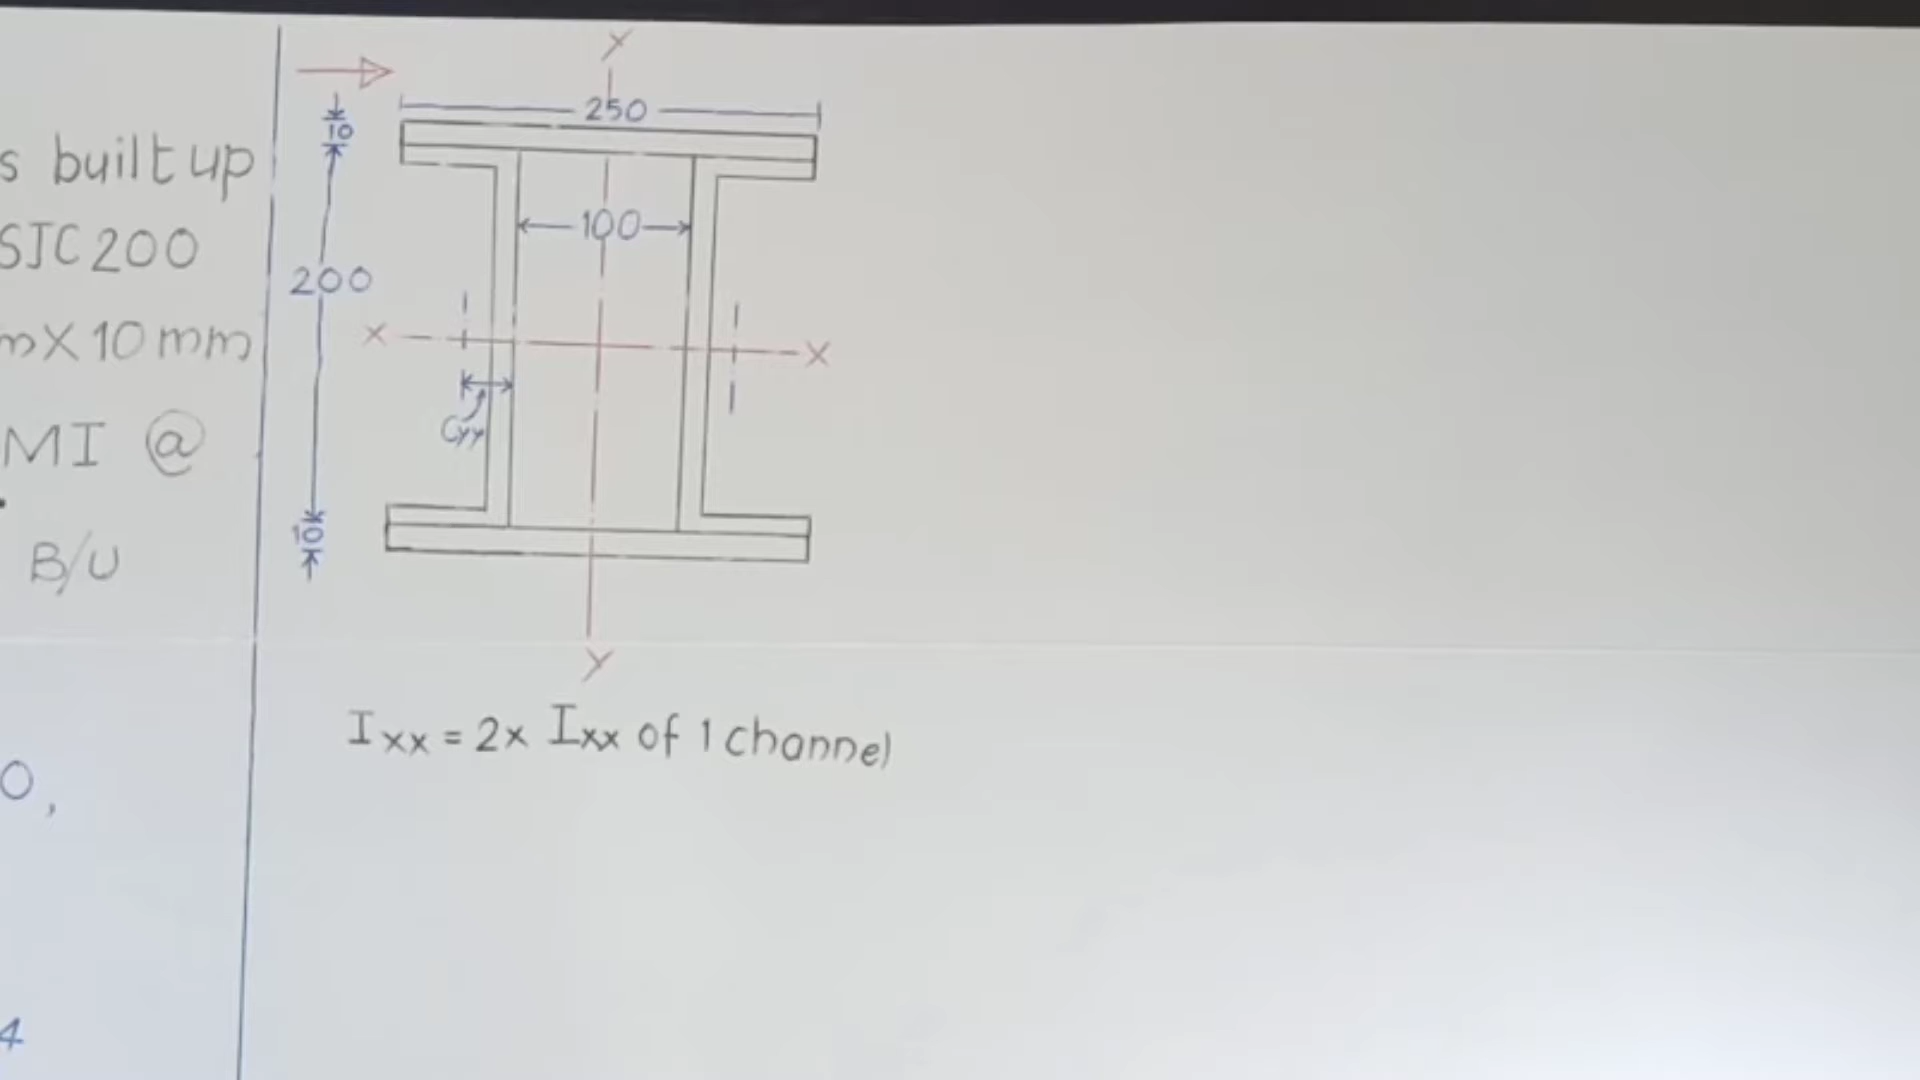 s built up
SJC 200
m X 10 mm
MI @
B/U
0,
4
Y
250
10
100
200
X
X
Cyy
10
Y
Ixx = 2x Ixx of 1 channel